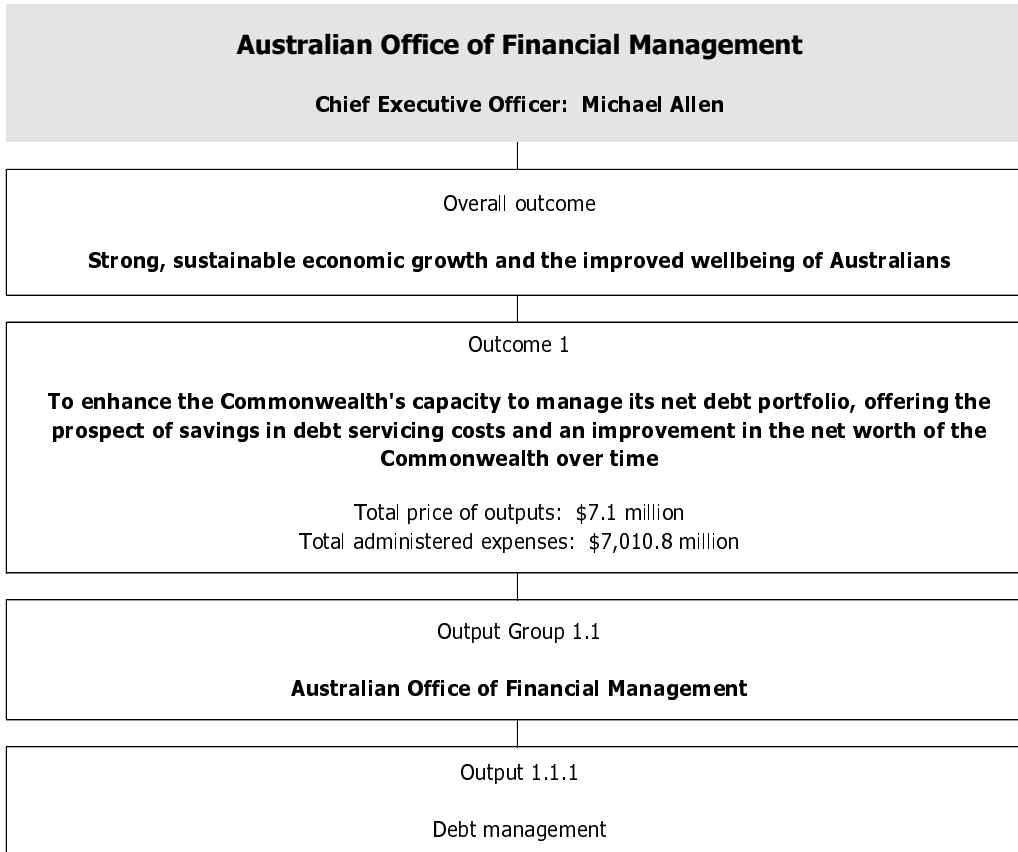 Australian Office of Financial Management
Chief Executive Officer:  Michael Allen
Overall outcome
Strong, sustainable economic growth and the improved wellbeing of Australians
Outcome 1
To enhance the Commonwealth's capacity to manage its net debt portfolio, offering the
prospect of savings in debt servicing costs and an improvement in the net worth of the
Commonwealth over time
Total price of outputs:  $7.1 million
Total administered expenses:  $7,010.8 million
Output Group 1.1
Australian Office of Financial Management
Output 1.1.1
Debt management